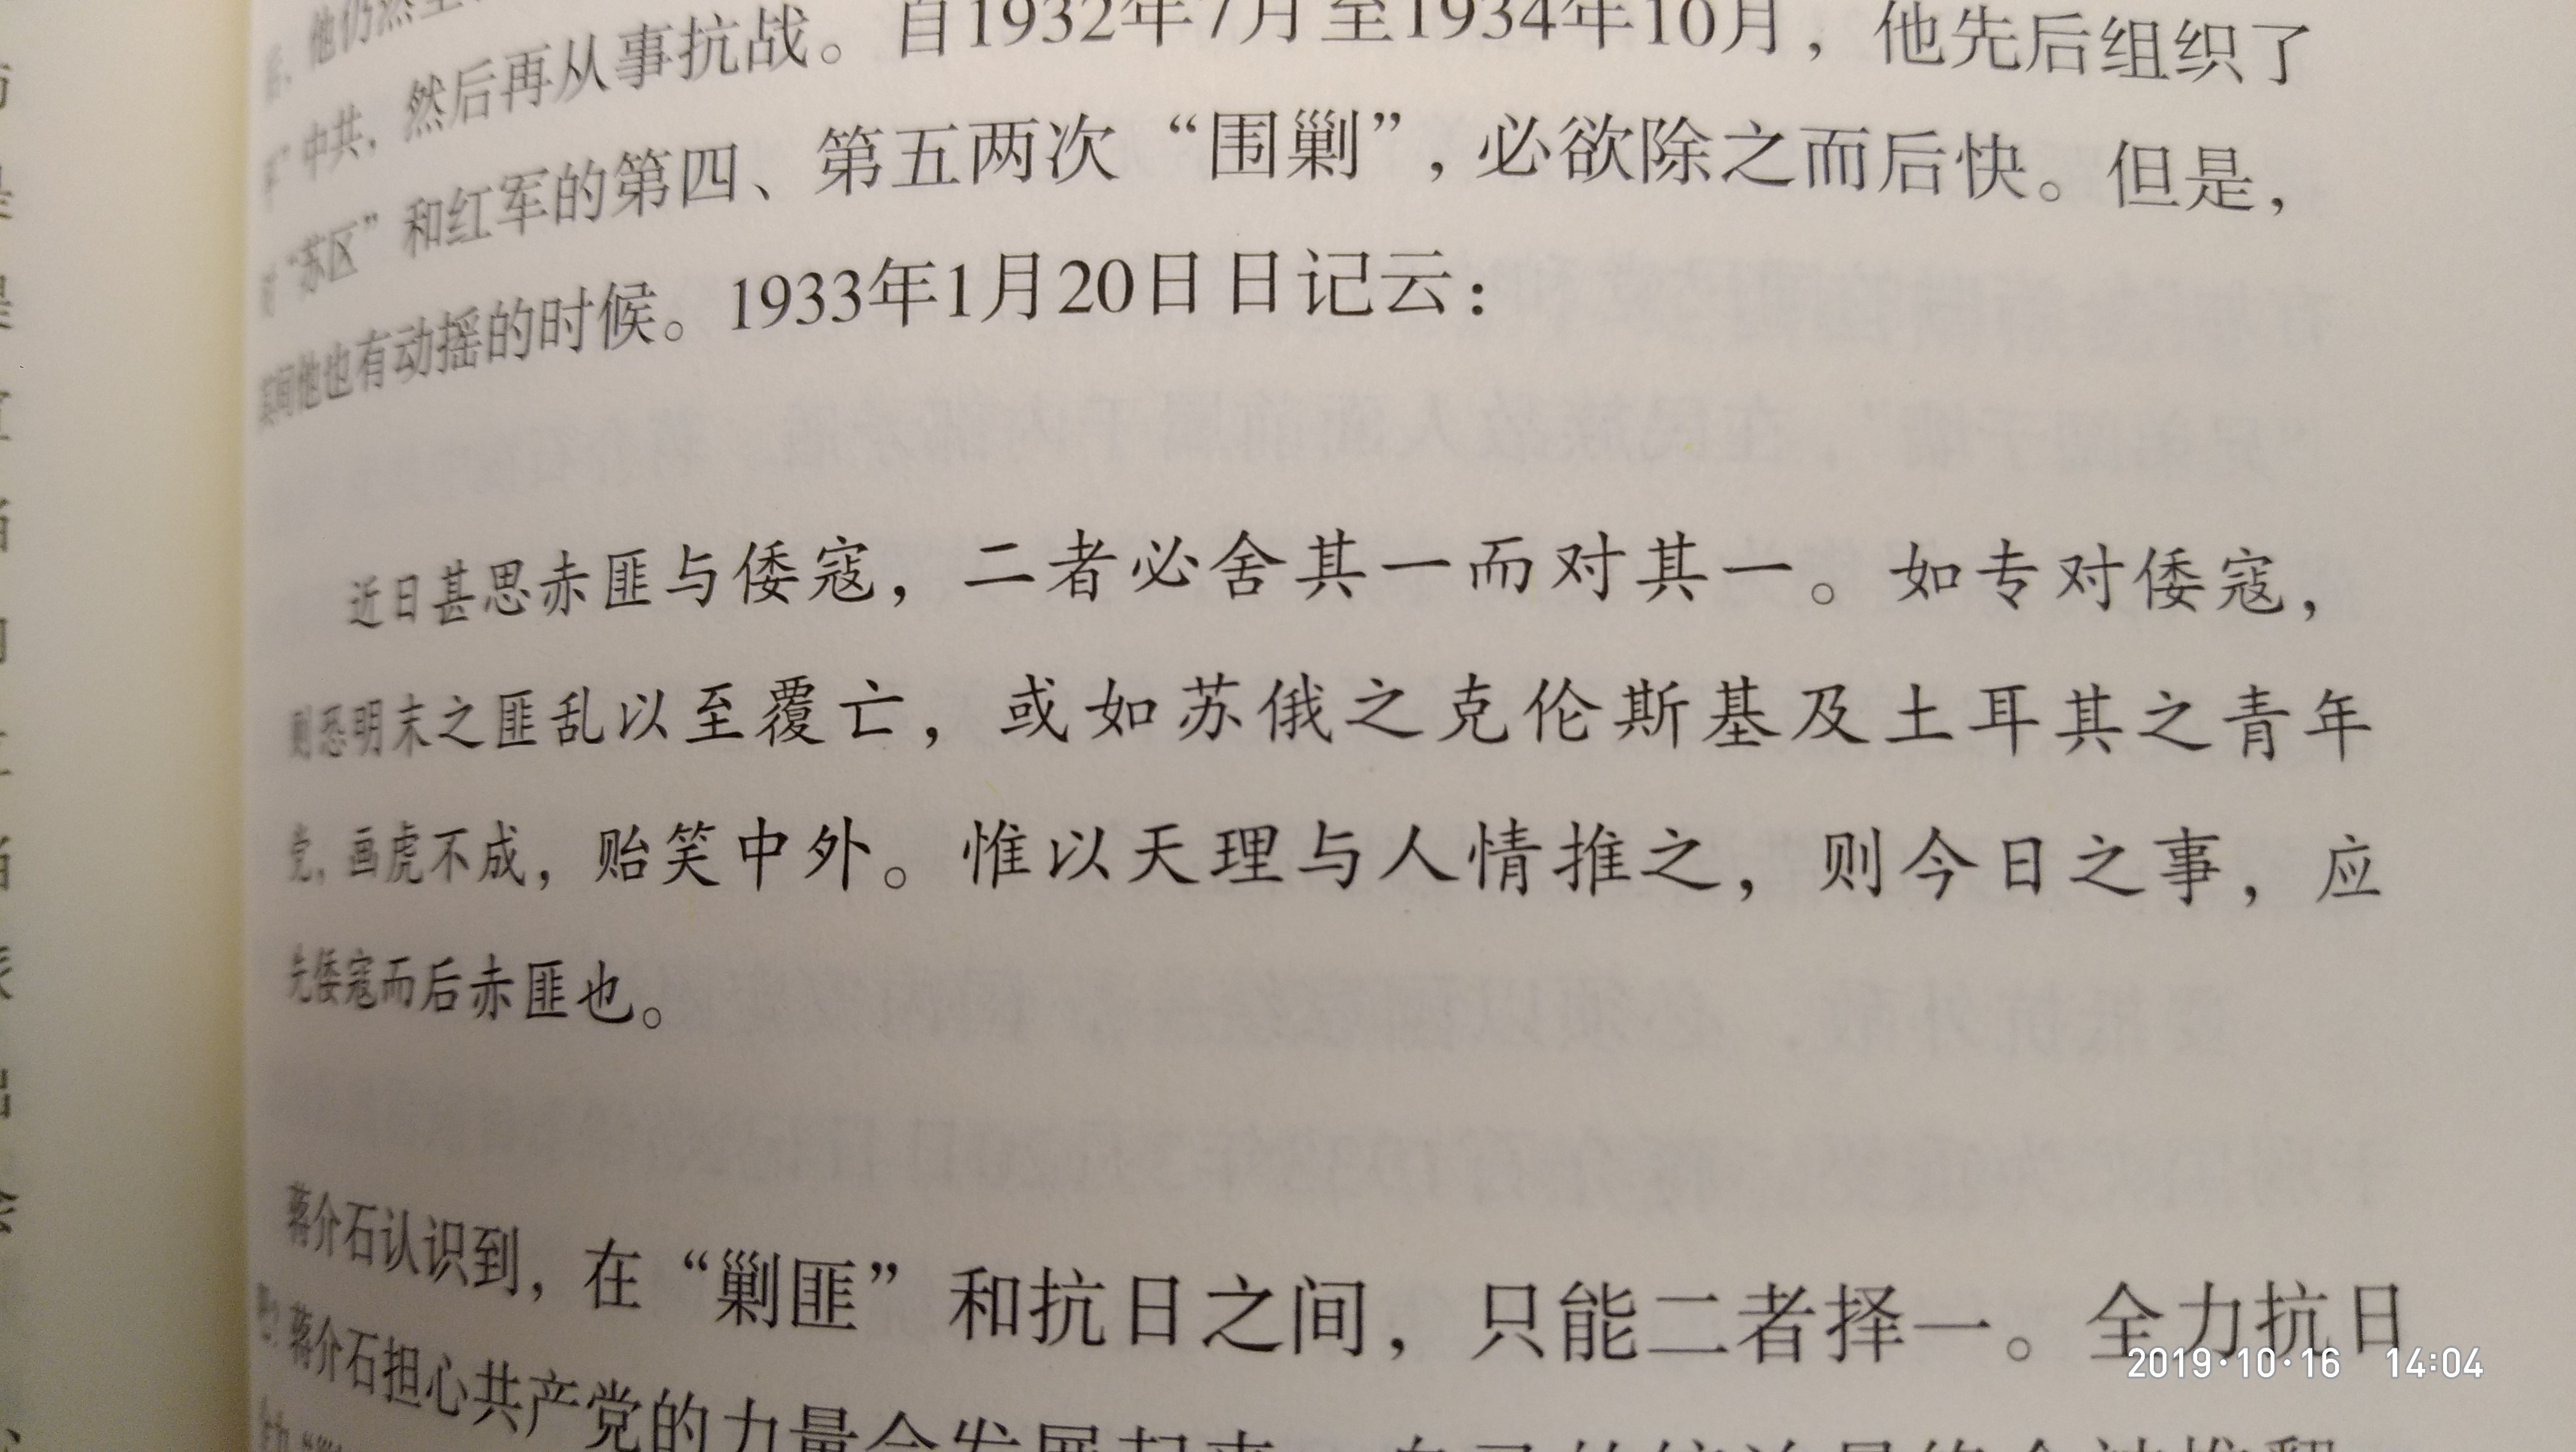 他仍然
中共，然后再从事抗战。自1932年7月至1934年10月，他先后组织了
“苏区”和红军的第四、第五两次“围剿”，必欲除之而后快。但是，
其间他也有动摇的时候。1933年1月20日日记云：
近日甚思赤匪与倭寇，二者必舍其一而对其一。如专对倭寇，
则恐明末之匪乱以至覆亡，或如苏俄之克伦斯基及土耳其之青年
党，画虎不成，贻笑中外。惟以天理与人情推之，则今日之事，应
先倭寇而后赤匪也。
蒋介石认识到，在“剿匪”和抗日之间，只能二者择一。全力抗日
蒋介石担心共产党的力量会发展起来
2019·10·16 14:04